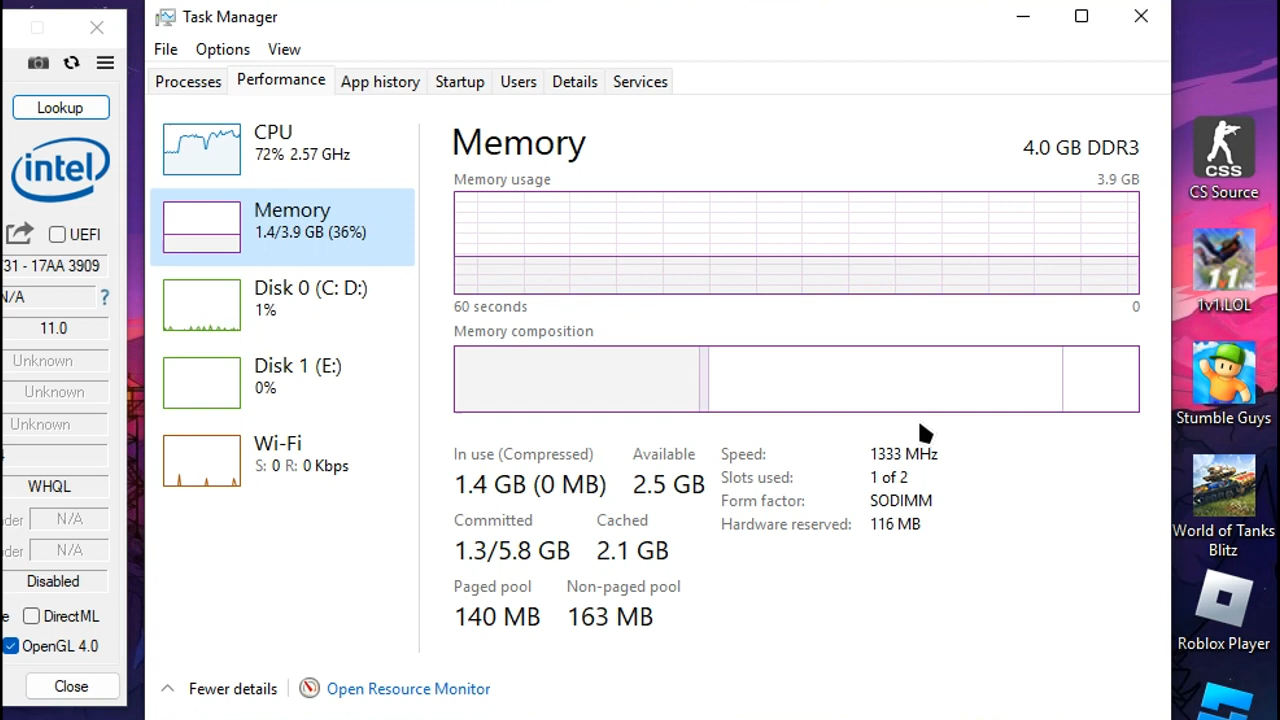 Task Manager
File Options View
Processes Performance App history Startup Users Details Services
CPU
72% 2.57 GHz
Memory
1.4/3.9 GB (36%)
Disk 0 (C: D:)
1%
Disk 1 (E:)
0%
Wi-Fi
S: 0 R: 0 Kbps
Memory 4.0 GB DDR3
Memory usage 3.9 GB
60 seconds 0
Memory composition
In use (Compressed) Available
1.4 GB (0 MB) 2.5 GB
Committed Cached
1.3/5.8 GB 2.1 GB
Paged pool Non-paged pool
140 MB 163 MB
Speed: 1333 MHz
Slots used: 1 of 2
Form factor: SODIMM
Hardware reserved: 116 MB
Fewer details Open Resource Monitor
Lookup
intel
UEFI
31 - 17AA 3909
N/A ?
11.0
Unknown
Unknown
Unknown
WHQL
N/A
N/A
Disabled
DirectML
OpenGL 4.0
Close
CSS
CS Source
1v1
1v1.LOL
Stumble Guys
World of Tanks
Blitz
Roblox Player